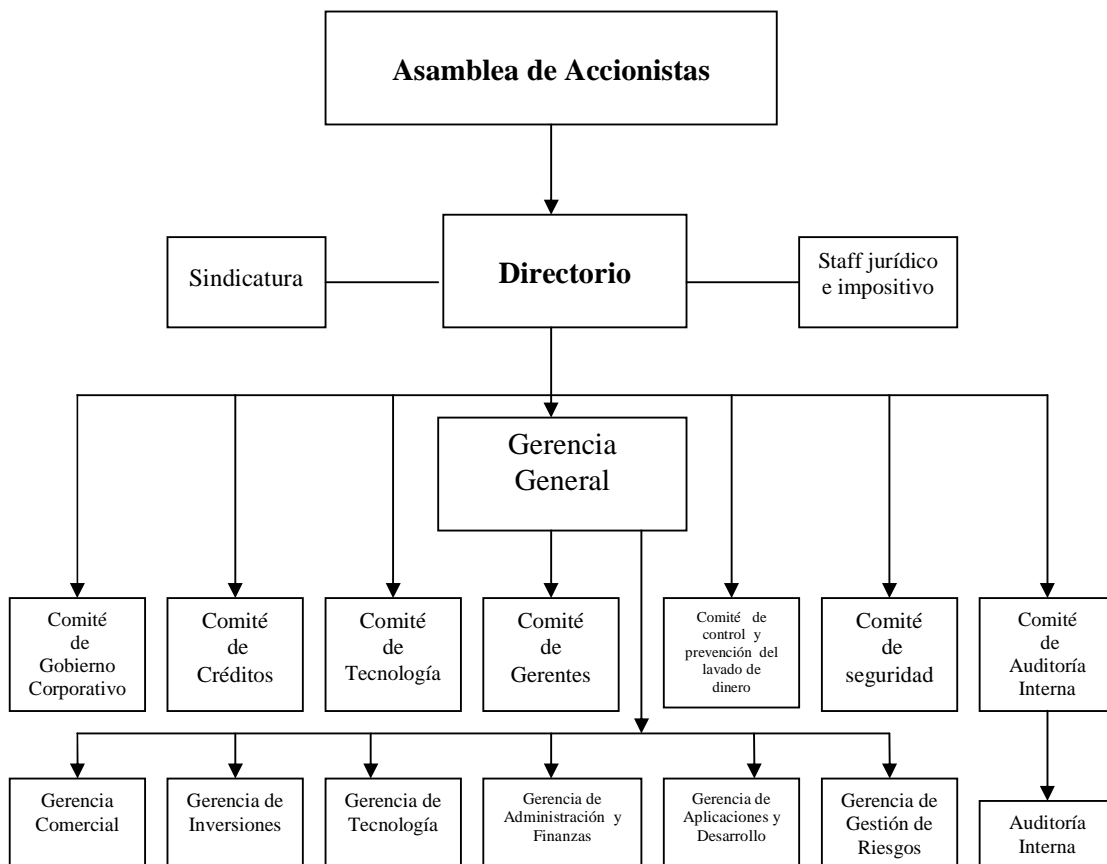 Asamblea de Accionistas
Sindicatura
Directorio
Staff jurídico
e impositivo
Gerencia
General
Comité
de
Gobierno
Corporativo
Comité
de
Créditos
Comité
de
Tecnología
Comité
de
Gerentes
Comité de
control y
prevención del
lavado de
dinero
Comité
de
seguridad
Comité
de
Auditoría
Interna
Gerencia
Comercial
Gerencia de
Inversiones
Gerencia de
Tecnología
Gerencia de
Administración y
Finanzas
Gerencia de
Aplicaciones y
Desarrollo
Gerencia de
Gestión de
Riesgos
Auditoría
Interna